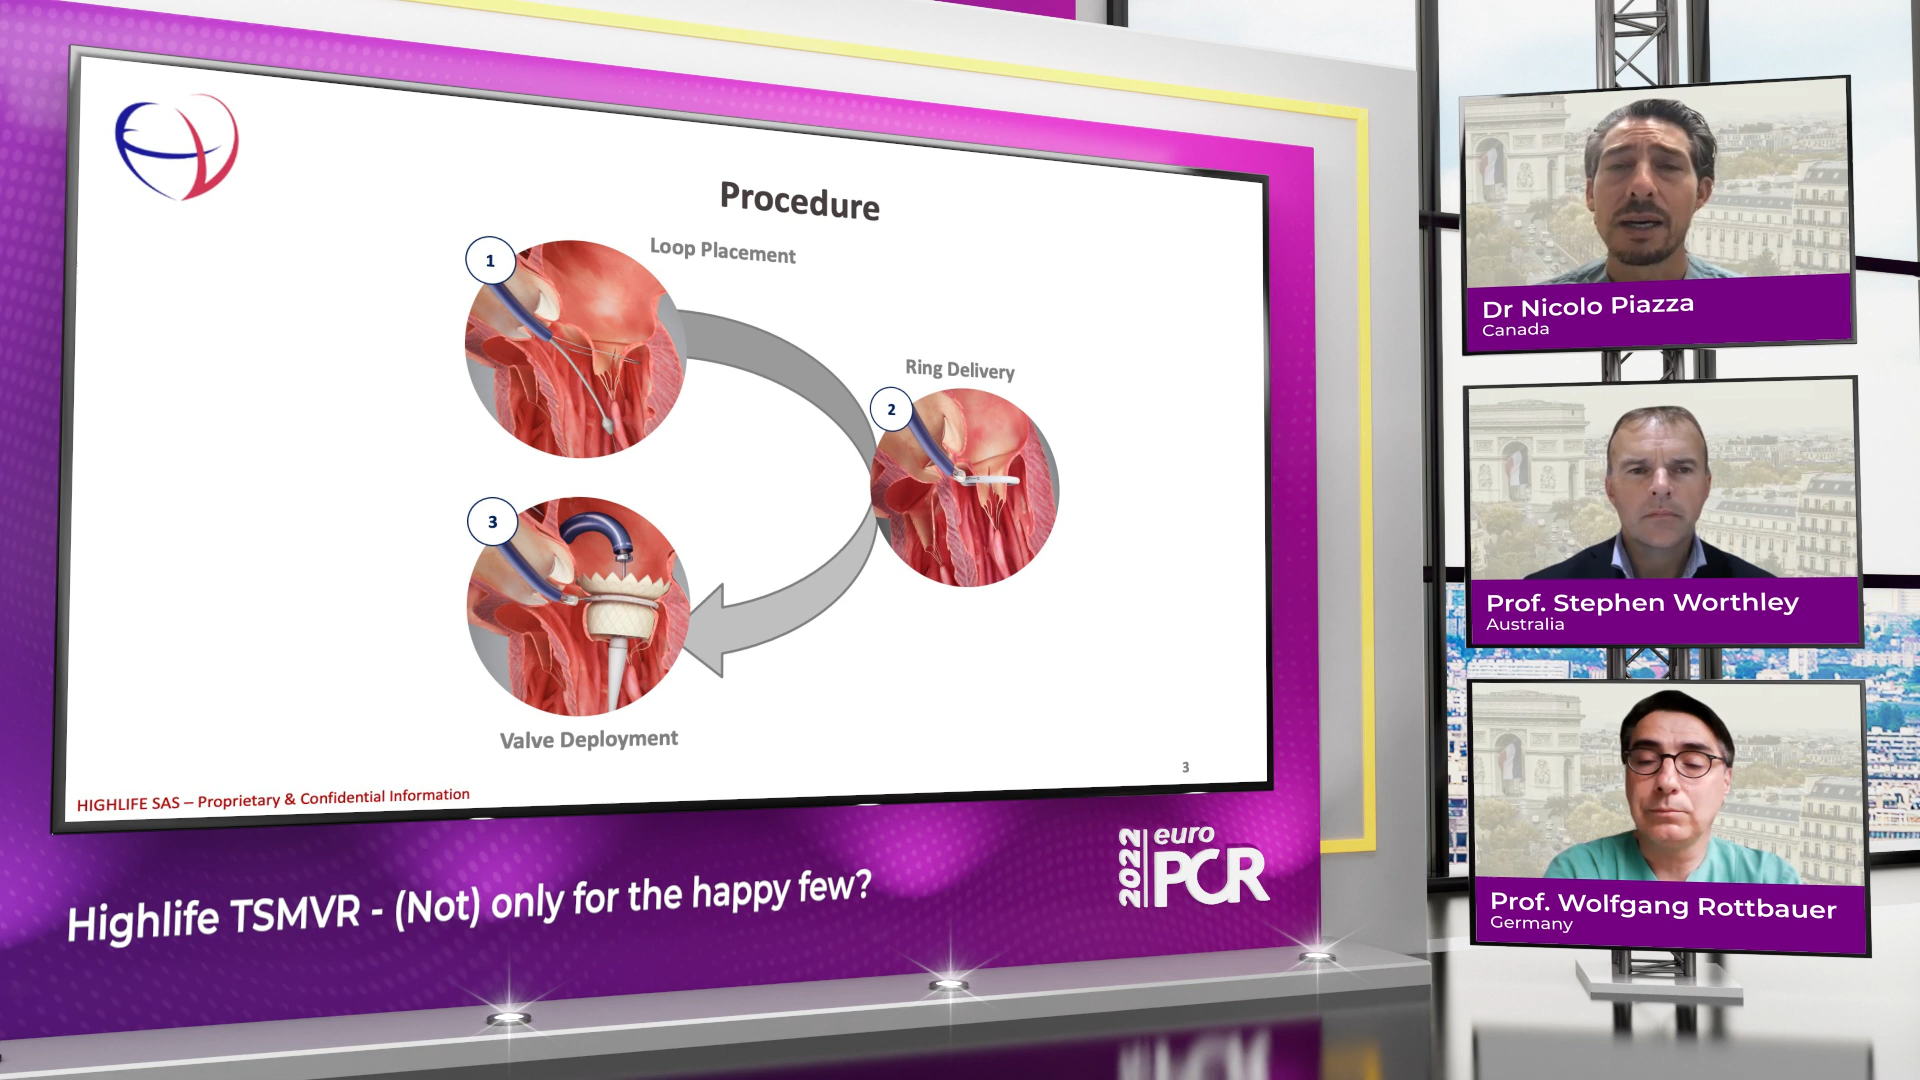 Procedure
1
Loop Placement
Ring Delivery
2
3
Valve Deployment
3
HIGHLIFE SAS – Proprietary & Confidential Information
Highlife TSMVR - (Not) only for the happy few?
2022
euro
PCR
Dr Nicolo Piazza
Canada
Prof. Stephen Worthley
Australia
Prof. Wolfgang Rottbauer
Germany